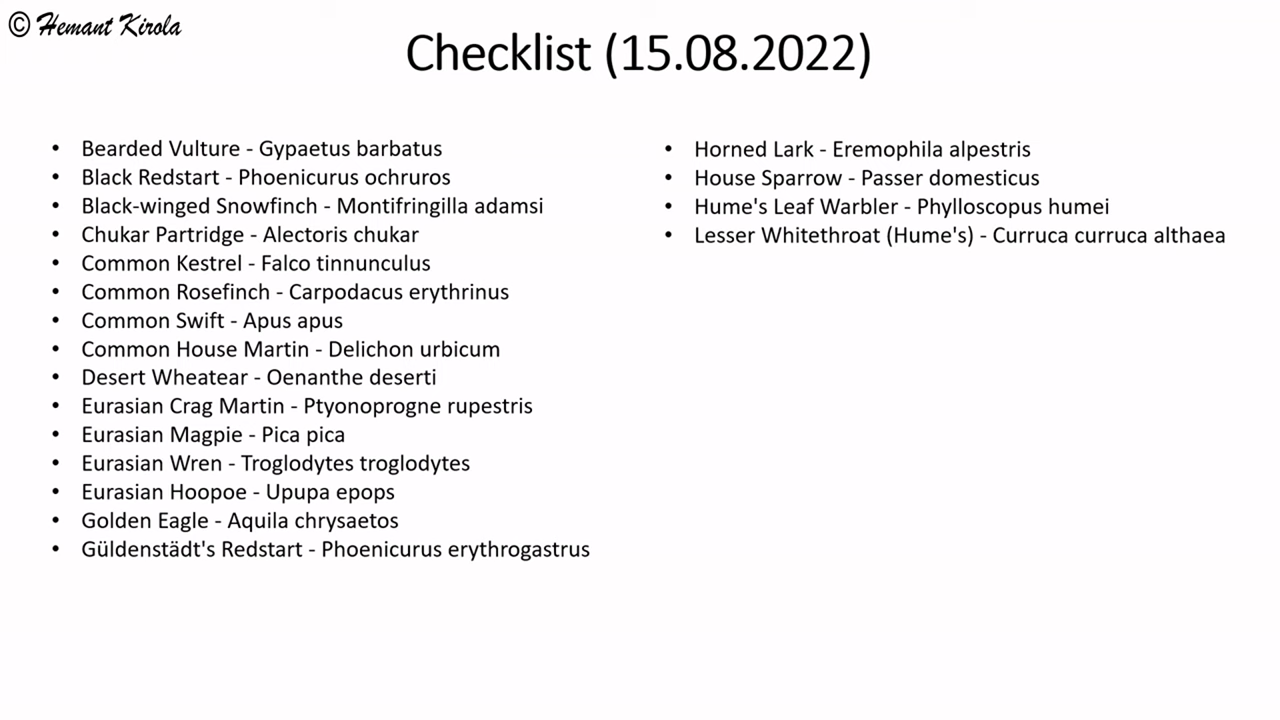 © Hemant Kirola
Checklist (15.08.2022)
• Bearded Vulture - Gypaetus barbatus
• Black Redstart - Phoenicurus ochruros
• Black-winged Snowfinch - Montifringilla adamsi
• Chukar Partridge - Alectoris chukar
• Common Kestrel - Falco tinnunculus
• Common Rosefinch - Carpodacus erythrinus
• Common Swift - Apus apus
• Common House Martin - Delichon urbicum
• Desert Wheatear - Oenanthe deserti
• Eurasian Crag Martin - Ptyonoprogne rupestris
• Eurasian Magpie - Pica pica
• Eurasian Wren - Troglodytes troglodytes
• Eurasian Hoopoe - Upupa epops
• Golden Eagle - Aquila chrysaetos
• Güldenstädt's Redstart - Phoenicurus erythrogastrus
• Horned Lark - Eremophila alpestris
• House Sparrow - Passer domesticus
• Hume's Leaf Warbler - Phylloscopus humei
• Lesser Whitethroat (Hume's) - Curruca curruca althaea